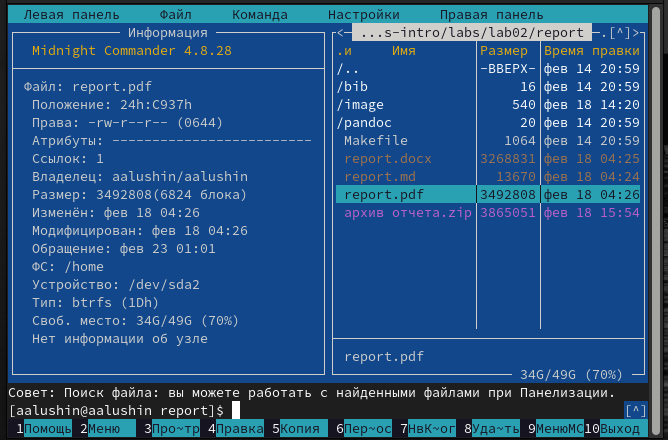 Левая панель Файл Команда Настройки Правая панель
Информация
Midnight Commander 4.8.28
Файл: report.pdf
Положение: 24h:C937h
Права: -rw-r--r-- (0644)
Атрибуты: -------------------------
Ссылок: 1
Владелец: aalushin/aalushin
Размер: 3492808(6824 блока)
Изменён: фев 18 04:26
Модифицирован: фев 18 04:26
Обращение: фев 23 01:01
ФС: /home
Устройство: /dev/sda2
Тип: btrfs (1Dh)
Своб. место: 34G/49G (70%)
Нет информации об узле
<─ ...s-intro/labs/lab02/report ─.[^]>
.и Имя Размер Время правки
/.. -ВВЕРХ- фев 14 20:59
/bib 16 фев 14 20:59
/image 540 фев 18 14:20
/pandoc 20 фев 14 20:59
Makefile 1064 фев 14 20:59
report.docx 3268831 фев 18 04:25
report.md 13670 фев 18 04:24
report.pdf 3492808 фев 18 04:26
архив отчета.zip 3865051 фев 18 15:54
report.pdf
34G/49G (70%)
Совет: Поиск файла: вы можете работать с найденными файлами при Панелизации.
[aalushin@aalushin report]$ [^]
1Помощь 2Меню 3Про~тр 4Правка 5Копия 6Пер~ос 7НвК~ог 8Уда~ть 9МенюMC 10Выход